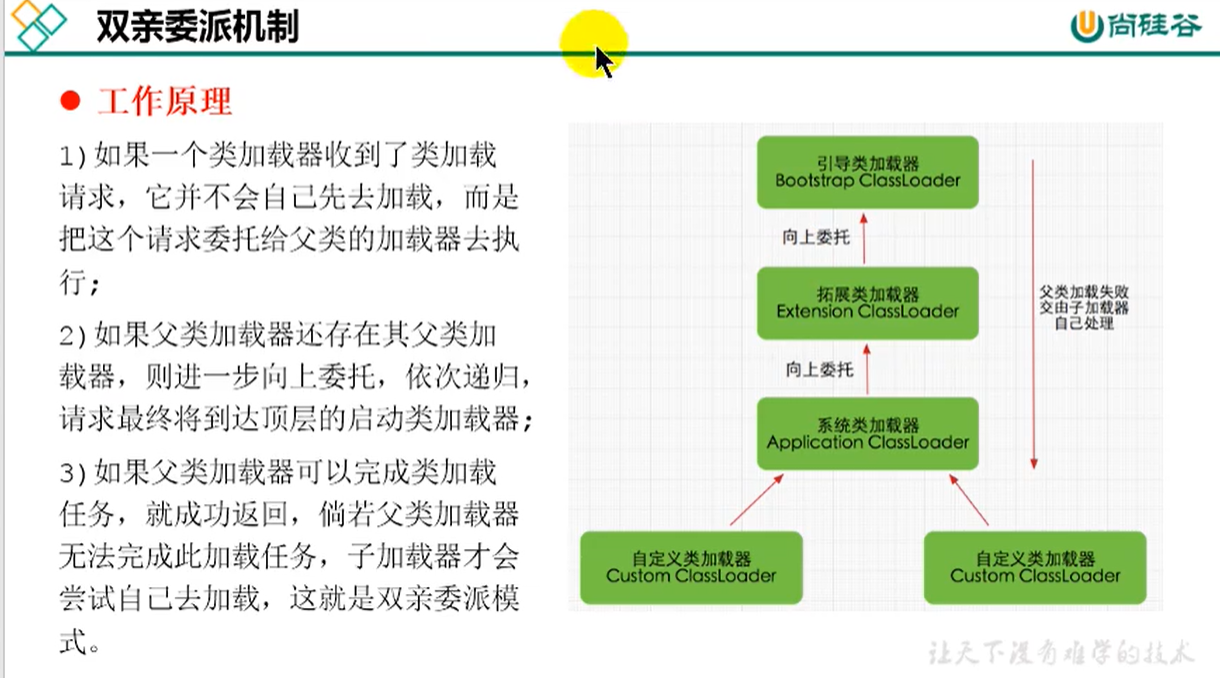 双亲委派机制
尚硅谷
工作原理
1)如果一个类加载器收到了类加载
请求，它并不会自己先去加载，而是
把这个请求委托给父类的加载器去执
行；
2)如果父类加载器还存在其父类加
载器，则进一步向上委托，依次递归，
请求最终将到达顶层的启动类加载器；
3)如果父类加载器可以完成类加载
任务，就成功返回，倘若父类加载器
无法完成此加载任务，子加载器才会
尝试自己去加载，这就是双亲委派模
式。
引导类加载器
Bootstrap ClassLoader
向上委托
拓展类加载器
Extension ClassLoader
向上委托
系统类加载器
Application ClassLoader
自定义类加载器
Custom ClassLoader
自定义类加载器
Custom ClassLoader
父类加载失败
交由子加载器
自己处理
让天下没有难学的技术